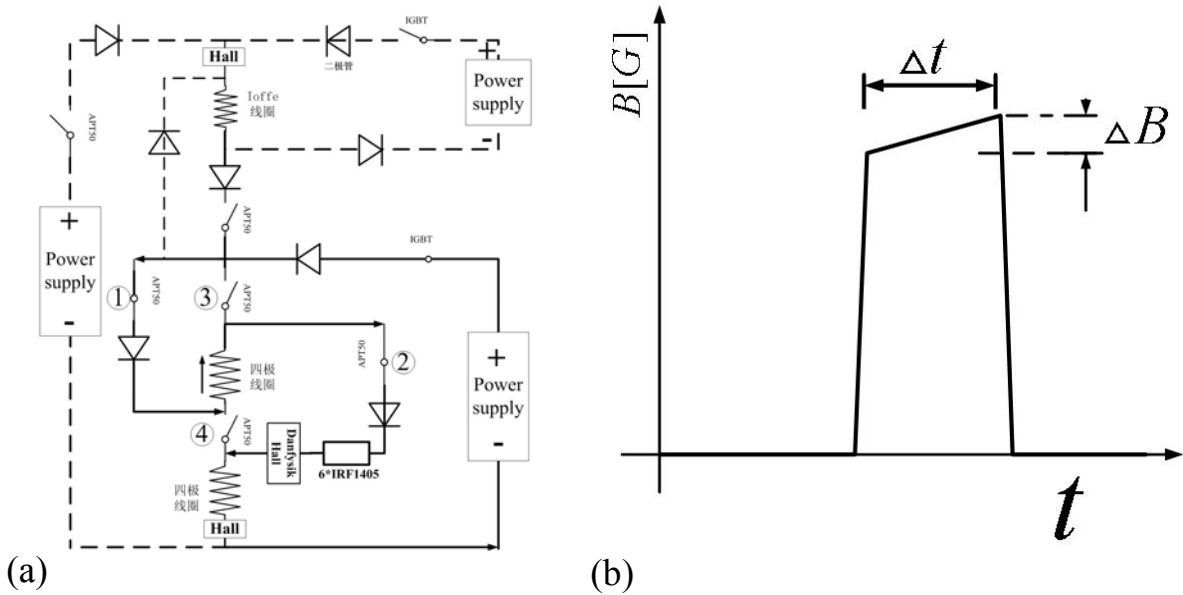 IGBT
Hall
二极管
+
Power
supply
-
Ioffe
线圈
APT50
+
Power
supply
-
APT50
IGBT
①
APT50
③
APT50
四极
线圈
APT50
②
+
Power
supply
-
④
APT50
Danfysik
Hall
6*IRF1405
四极
线圈
Hall
(a)
B[G]
Δt
ΔB
t
(b)